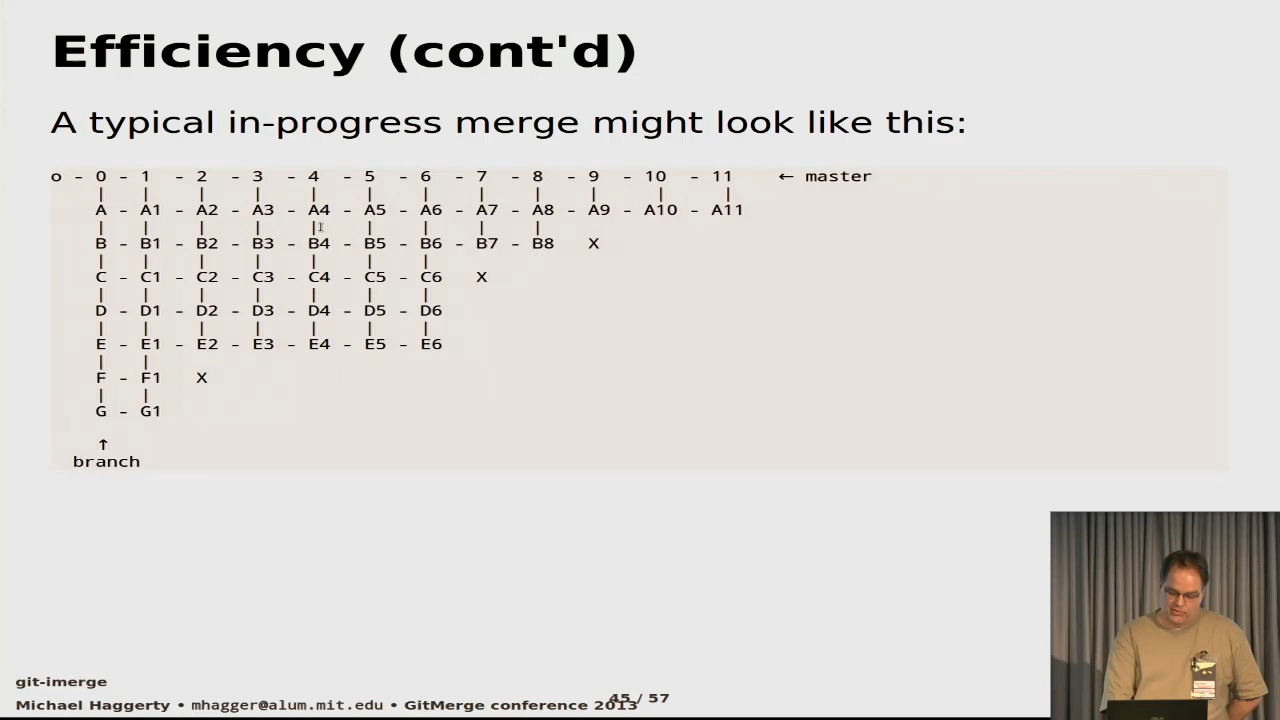 Efficiency (cont'd)
A typical in-progress merge might look like this:
o - 0 - 1 - 2 - 3 - 4 - 5 - 6 - 7 - 8 - 9 - 10 - 11 ← master
| | | | | | | | | | | |
A - A1 - A2 - A3 - A4 - A5 - A6 - A7 - A8 - A9 - A10 - A11
| | | | | | | | |
B - B1 - B2 - B3 - B4 - B5 - B6 - B7 - B8 X
| | | | | | |
C - C1 - C2 - C3 - C4 - C5 - C6 X
| | | | | | |
D - D1 - D2 - D3 - D4 - D5 - D6
| | | | | | |
E - E1 - E2 - E3 - E4 - E5 - E6
| |
F - F1 X
| |
G - G1
↑
branch
git-imerge
Michael Haggerty • mhagger@alum.mit.edu • GitMerge conference 2013
45 / 57